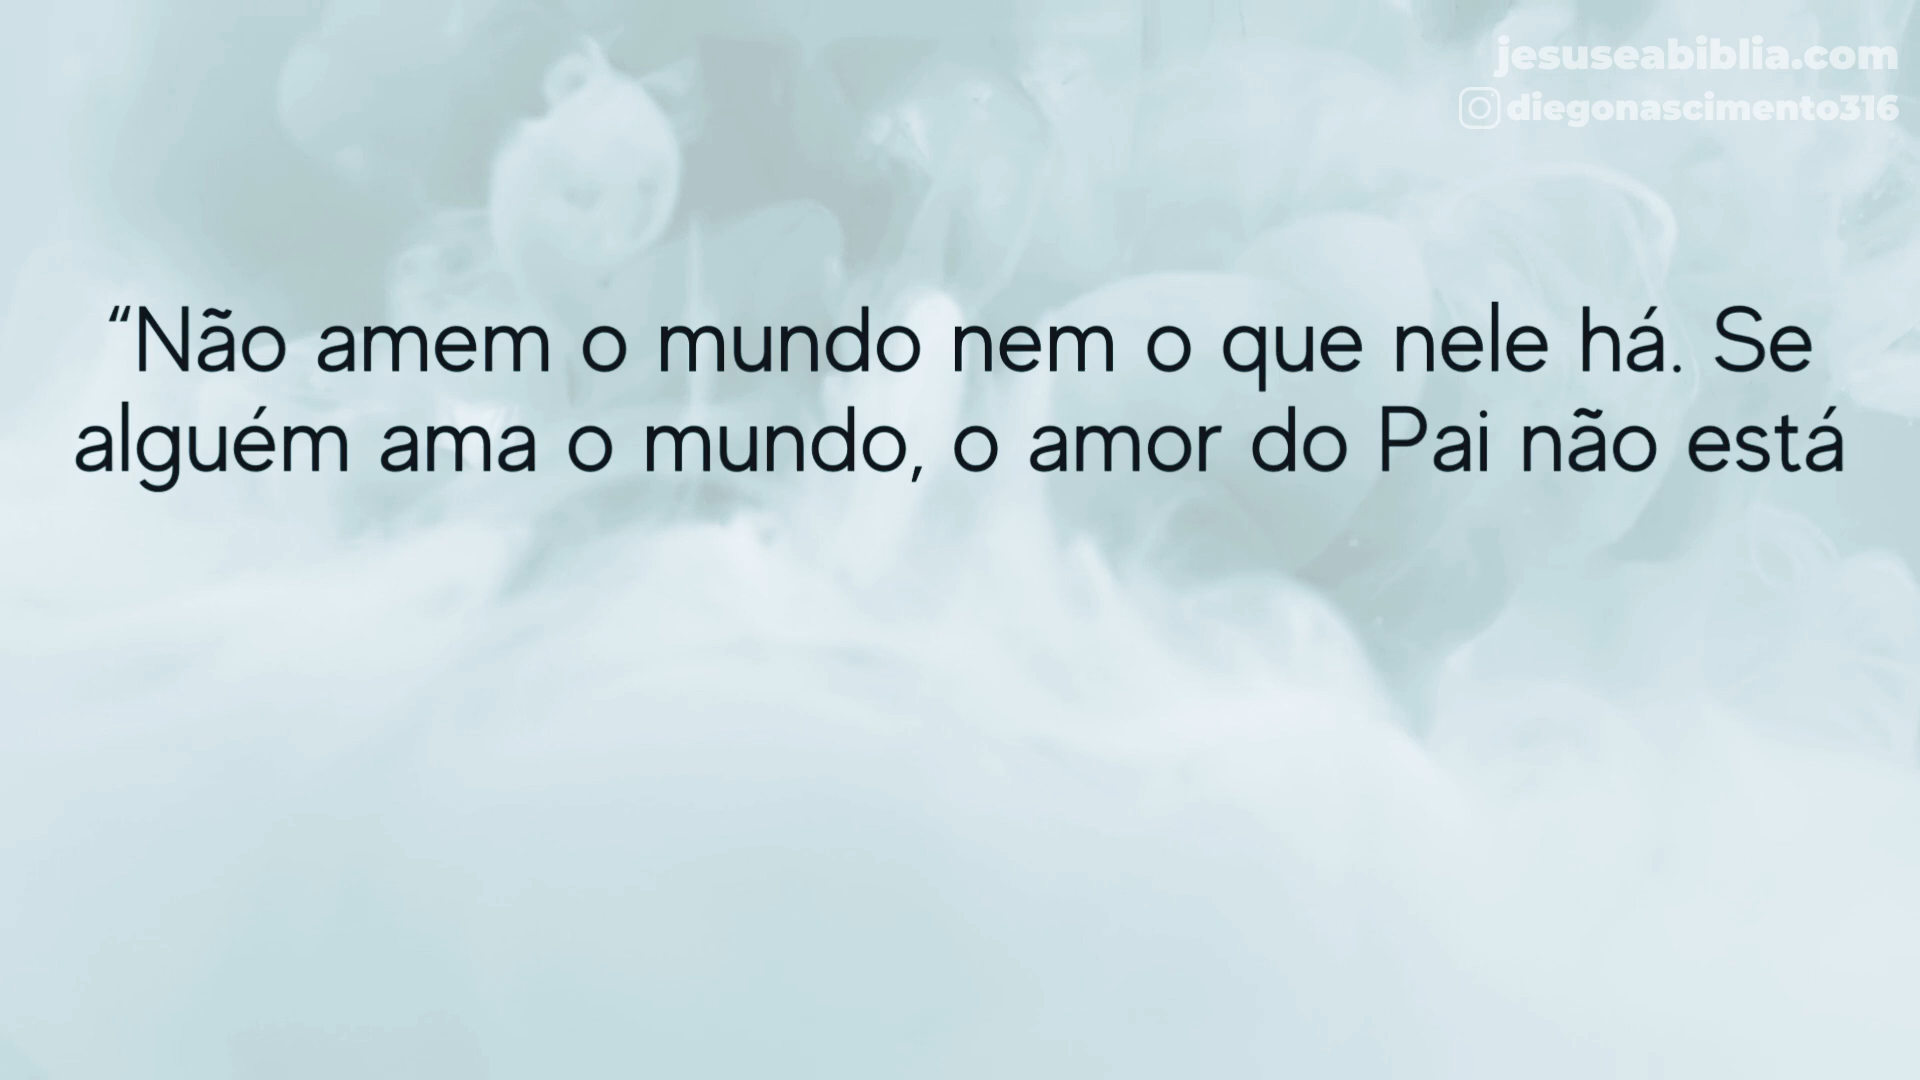 jesuseabiblia.com
diegonascimento316
“Não amem o mundo nem o que nele há. Se
alguém ama o mundo, o amor do Pai não está